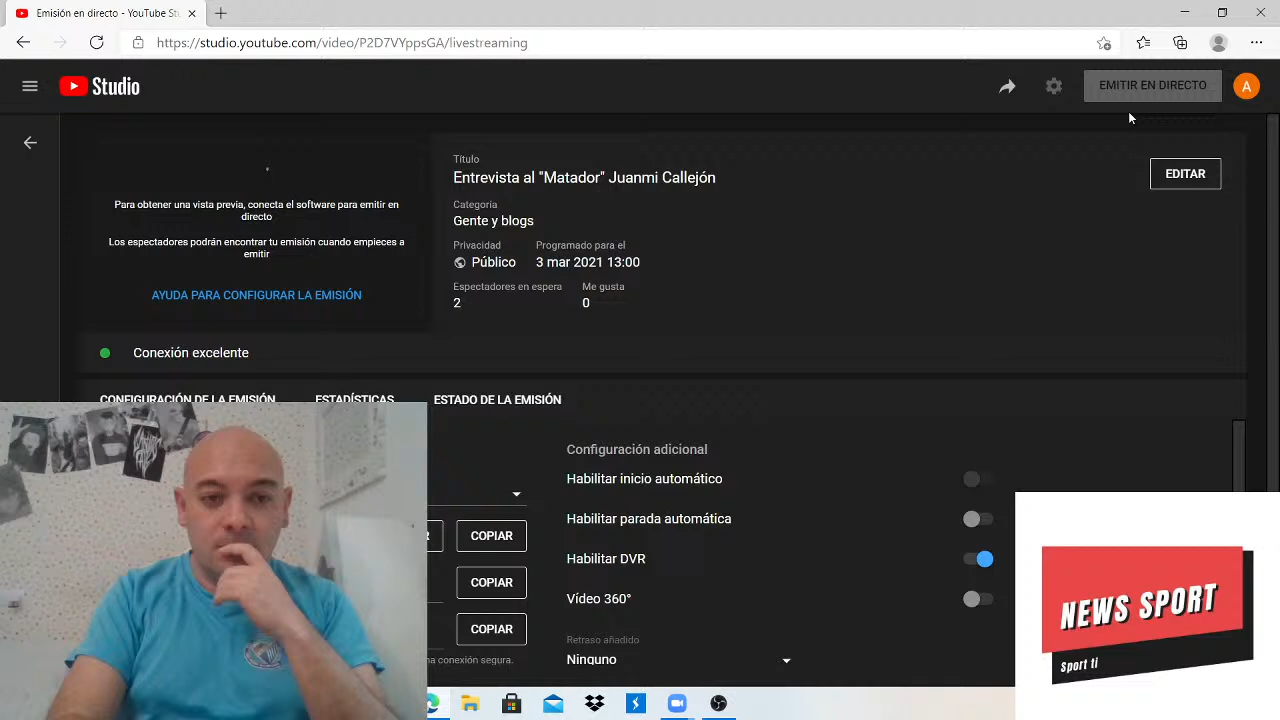 Emisión en directo - YouTube St
https://studio.youtube.com/video/P2D7VYppsGA/livestreaming
Studio
EMITIR EN DIRECTO
A
Para obtener una vista previa, conecta el software para emitir en
directo
Los espectadores podrán encontrar tu emisión cuando empieces a
emitir
AYUDA PARA CONFIGURAR LA EMISIÓN
Título
Entrevista al "Matador" Juanmi Callejón
EDITAR
Categoría
Gente y blogs
Privacidad
Programado para el
Público
3 mar 2021 13:00
Espectadores en espera
Me gusta
2
0
Conexión excelente
CONFIGURACIÓN DE LA EMISIÓN
ESTADÍSTICAS
ESTADO DE LA EMISIÓN
R
COPIAR
COPIAR
COPIAR
na conexión segura.
Configuración adicional
Habilitar inicio automático
Habilitar parada automática
Habilitar DVR
Vídeo 360°
Retraso añadido
Ninguno
NEWS SPORT
Sport ti